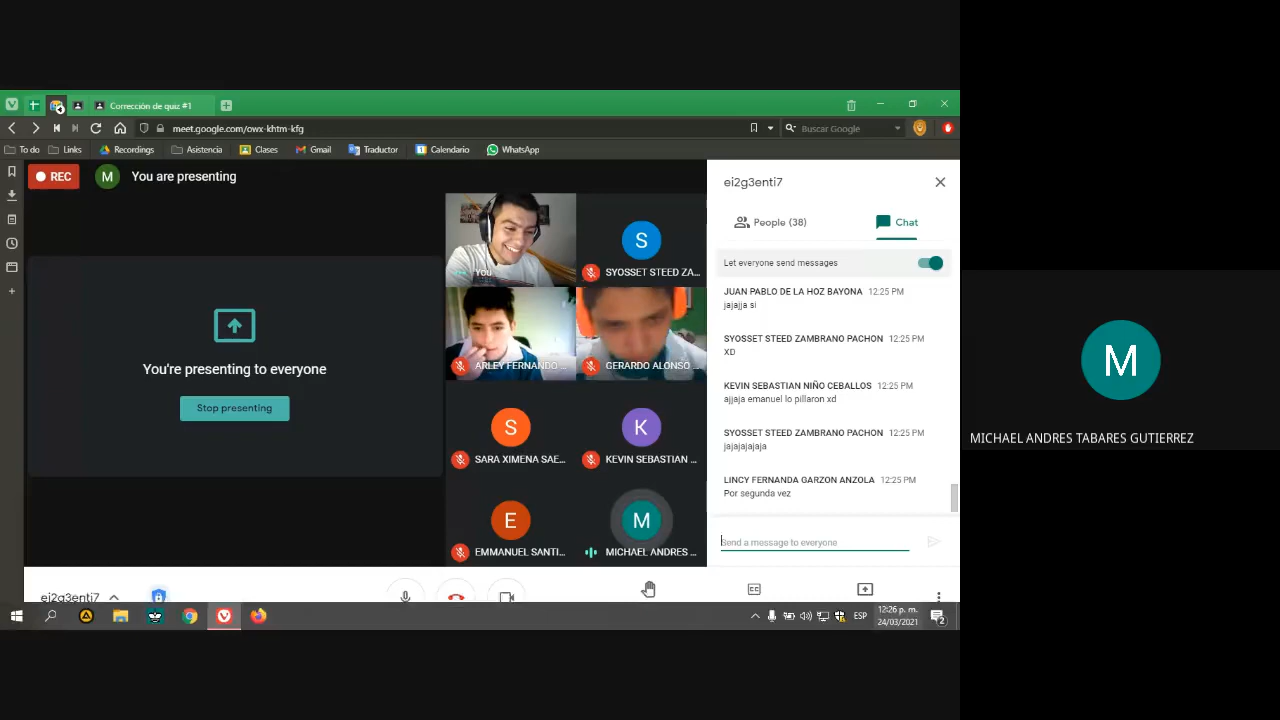 Corrección de quiz #1
meet.google.com/owx-khtm-kfg
Buscar Google
To do
Links
Recordings
Asistencia
Clases
Gmail
Traductor
Calendario
WhatsApp
REC
M
You are presenting
You're presenting to everyone
Stop presenting
You
S
SYOSSET STEED ZA...
ARLEY FERNANDO ...
GERARDO ALONSO ...
S
SARA XIMENA SAE...
K
KEVIN SEBASTIAN ...
E
EMMANUEL SANTI...
M
MICHAEL ANDRES ...
ei2g3enti7
People (38)
Chat
Let everyone send messages
JUAN PABLO DE LA HOZ BAYONA 12:25 PM
jajajja si
SYOSSET STEED ZAMBRANO PACHON 12:25 PM
XD
KEVIN SEBASTIAN NIÑO CEBALLOS 12:25 PM
ajjaja emanuel lo pillaron xd
SYOSSET STEED ZAMBRANO PACHON 12:25 PM
jajajajajaja
LINCY FERNANDA GARZON ANZOLA 12:25 PM
Por segunda vez
Send a message to everyone
ei2g3enti7
ESP
12:26 p. m.
24/03/2021
2
M
MICHAEL ANDRES TABARES GUTIERREZ